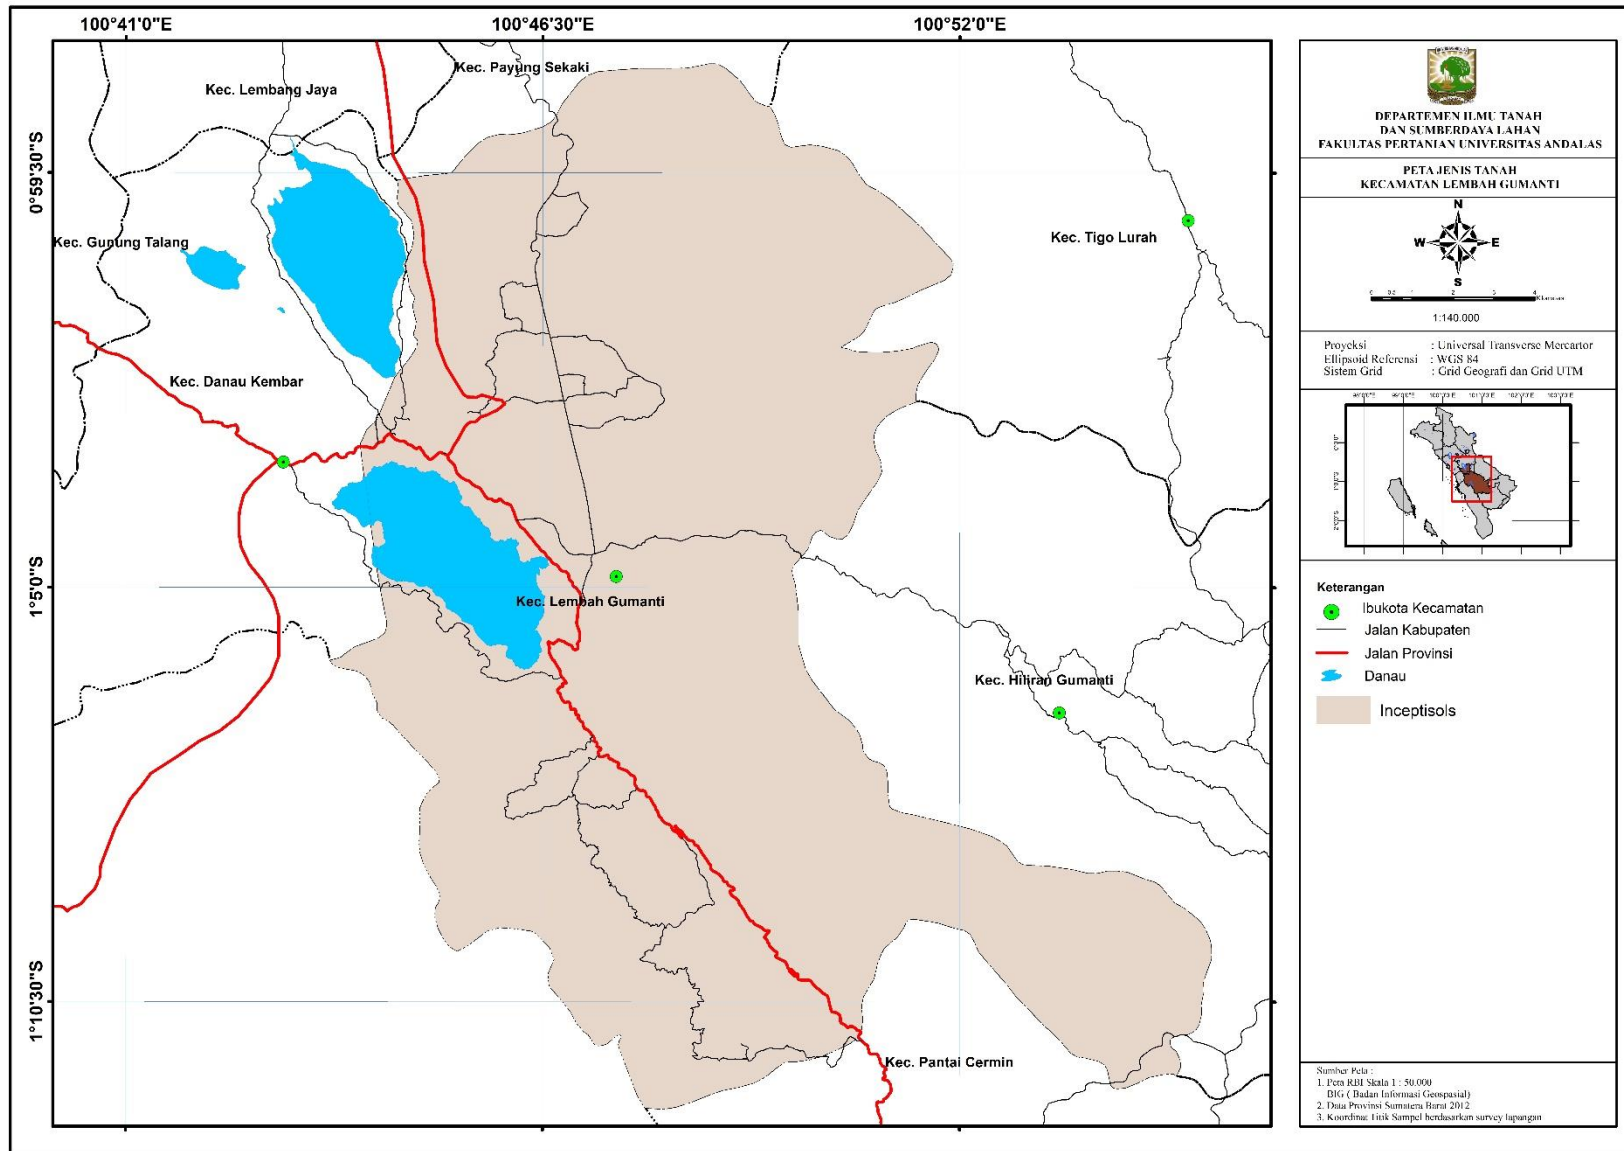 100°41'0"E
100°46'30"E
100°52'0"E
0°59'30"S
1°5'0"S
1°10'30"S
Kec. Payung Sekaki
Kec. Lembang Jaya
Kec. Gunung Talang
Kec. Tigo Lurah
Kec. Danau Kembar
Kec. Lembah Gumanti
Kec. Hiliran Gumanti
Kec. Pantai Cermin
DEPARTEMEN ILMU TANAH
DAN SUMBERDAYA LAHAN
FAKULTAS PERTANIAN UNIVERSITAS ANDALAS
PETA JENIS TANAH
KECAMATAN LEMBAH GUMANTI
N
W E
S
1:140.000
Proyeksi : Universal Transverse Mercartor
Ellipsoid Referensi : WGS 84
Sistem Grid : Grid Geografi dan Grid UTM
Keterangan
Ibukota Kecamatan
Jalan Kabupaten
Jalan Provinsi
Danau
Inceptisols
Sumber Peta :
1. Peta RBI Skala 1 : 50.000
BIG ( Badan Informasi Geospasial)
2. Data Provinsi Sumatera Barat 2012
3. Koordinat Titik Sampel berdasarkan survey lapangan